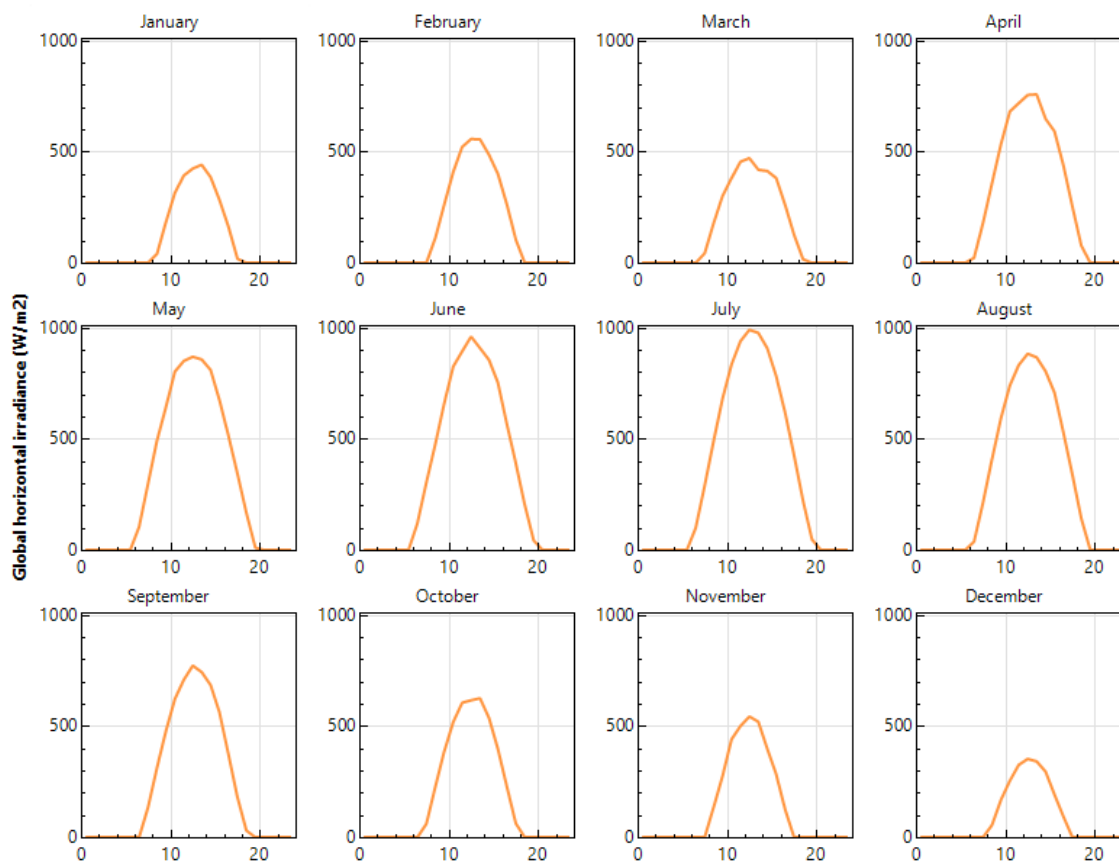 January February March April
1000 1000 1000 1000
500 500 500 500
0 0 0 0
0 10 20 0 10 20 0 10 20 0 10 20
Global horizontal irradiance (W/m2)
May June July August
1000 1000 1000 1000
500 500 500 500
0 0 0 0
0 10 20 0 10 20 0 10 20 0 10 20
September October November December
1000 1000 1000 1000
500 500 500 500
0 0 0 0
0 10 20 0 10 20 0 10 20 0 10 20